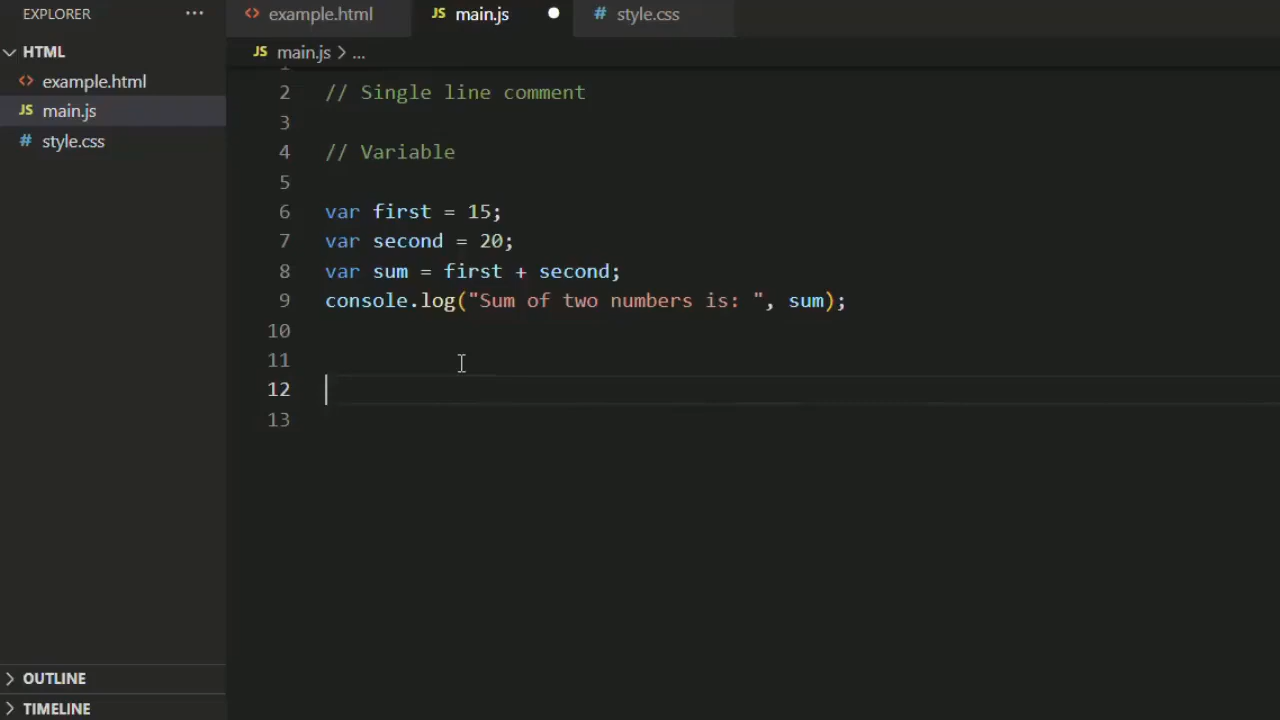 EXPLORER ...
HTML
<> example.html
JS main.js
# style.css
OUTLINE
TIMELINE
<> example.html JS main.js # style.css
JS main.js > ...
2 // Single line comment
3
4 // Variable
5
6 var first = 15;
7 var second = 20;
8 var sum = first + second;
9 console.log("Sum of two numbers is: ", sum);
10
11
12
13